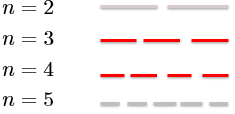 n = 2
n = 3
n = 4
n = 5